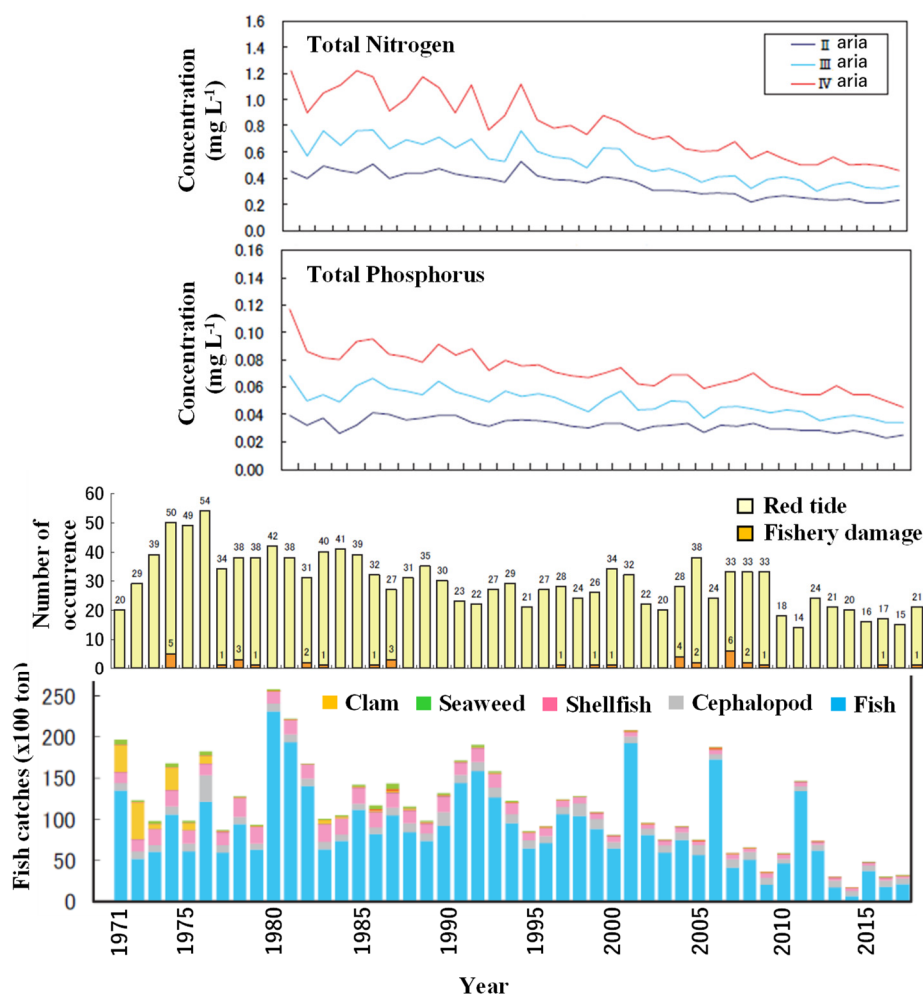 Total Nitrogen
Ⅱ aria
Ⅲ aria
Ⅳ aria
Concentration
(mg L-1)
1.6
1.4
1.2
1.0
0.8
0.6
0.4
0.2
0.0
Total Phosphorus
Concentration
(mg L-1)
0.16
0.14
0.12
0.10
0.08
0.06
0.04
0.02
0.00
Red tide
Fishery damage
Number of
occurrence
60
50
40
30
20
10
0
20 29 39 50 49 54 34 38 38 42 38 31 40 41 39 32 27 31 35 30 23 22 27 29 21 27 28 24 26 34 32 22 20 28 38 24 33 33 33 18 14 24 21 20 16 17 15 21
5 1 3 1 2 1 1 3 1 1 1 4 2 6 2 1 1 1
Clam Seaweed Shellfish Cephalopod Fish
Fish catches (x100 ton)
250
200
150
100
50
0
1971 1975 1980 1985 1990 1995 2000 2005 2010 2015
Year